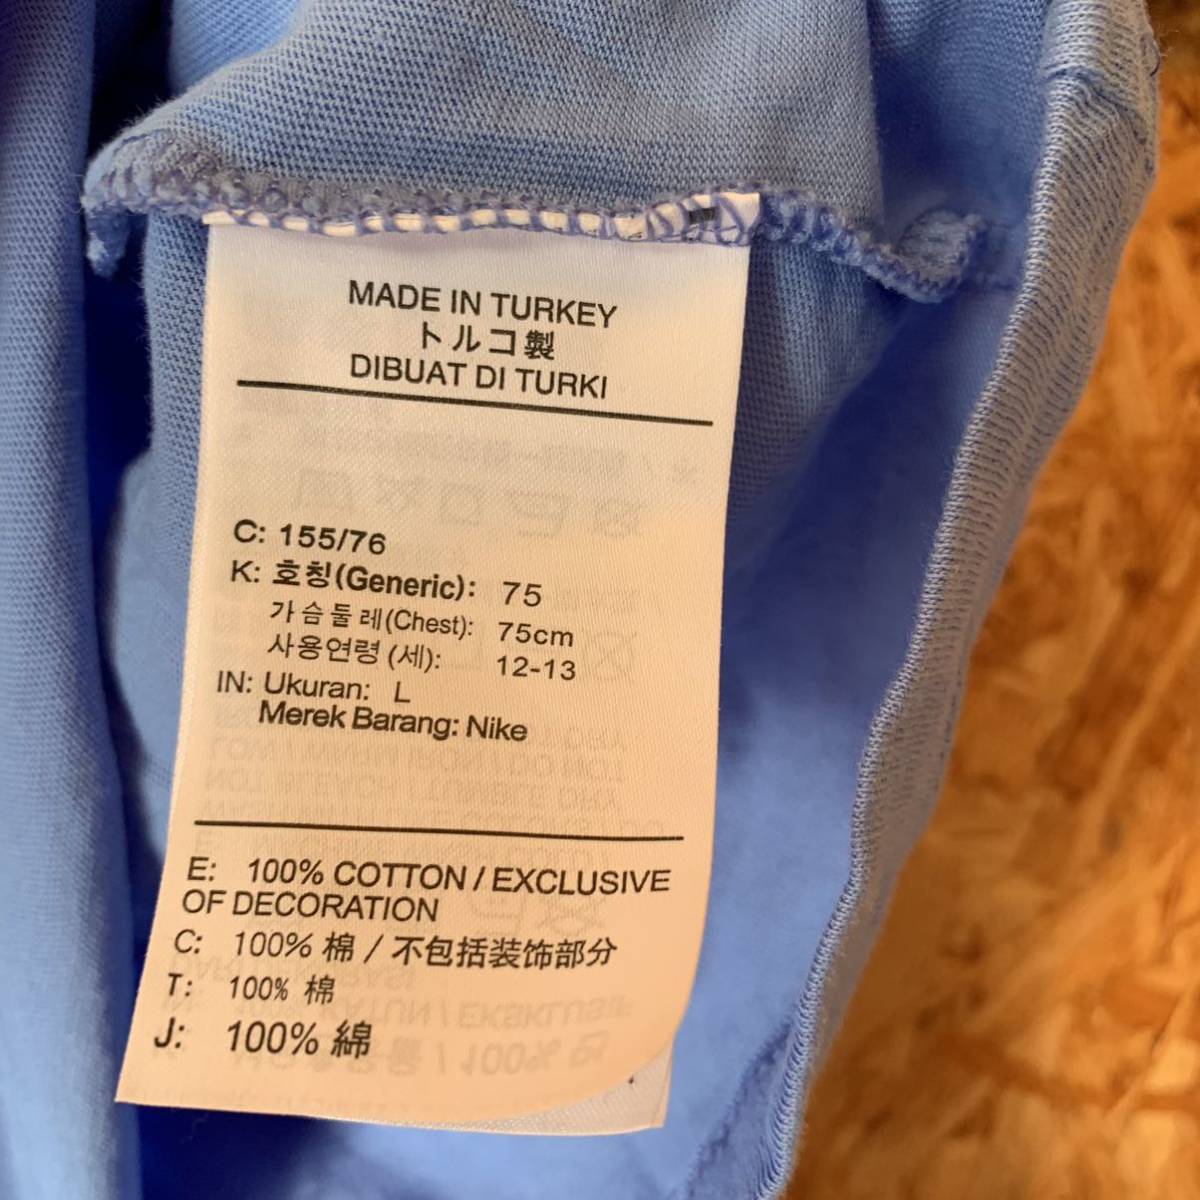 MADE IN TURKEY
トルコ製
DIBUAT DI TURKI
C: 155/76
K: 호칭(Generic): 75
가슴둘레(Chest): 75cm
사용연령(세): 12-13
IN: Ukuran: L
Merek Barang: Nike
E: 100% COTTON / EXCLUSIVE
OF DECORATION
C: 100% 棉 / 不包括装饰部分
T: 100% 棉
J: 100% 綿